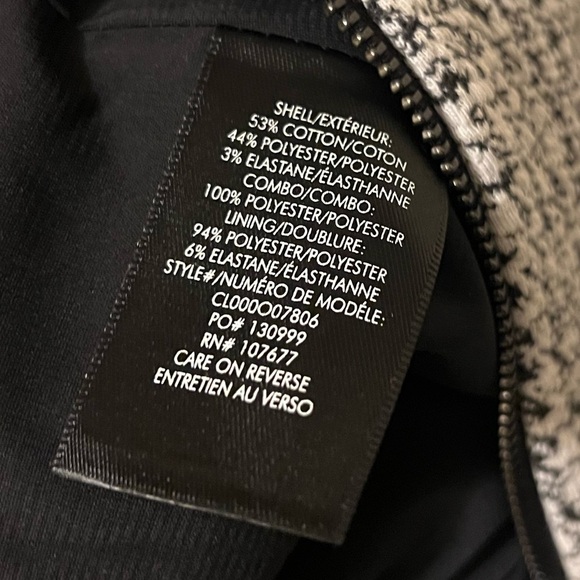 SHELL/EXTÉRIEUR:
53% COTTON/COTON
44% POLYESTER/POLYESTER
3% ELASTANE/ÉLASTHANNE
COMBO/COMBO:
100% POLYESTER/POLYESTER
LINING/DOUBLURE:
94% POLYESTER/POLYESTER
6% ELASTANE/ÉLASTHANNE
STYLE#/NUMÉRO DE MODÈLE:
CL000O07806
PO# 130999
RN# 107677
CARE ON REVERSE
ENTRETIEN AU VERSO